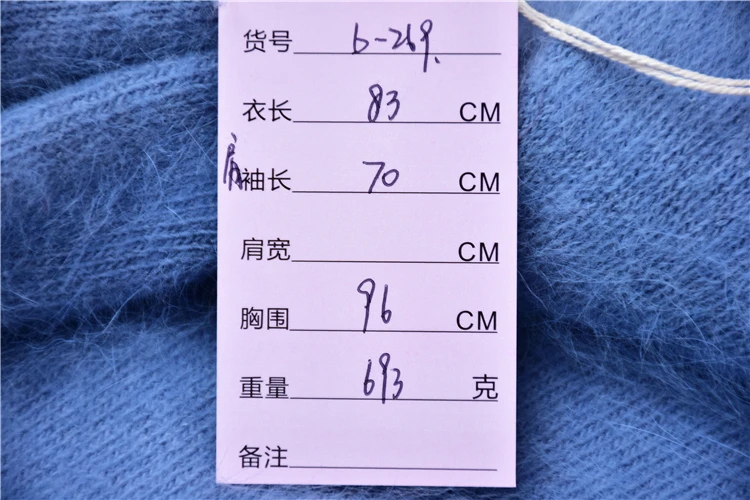 货号 6-269.
衣长 83 CM
肩袖长 70 CM
肩宽 CM
胸围 96 CM
重量 693 克
备注